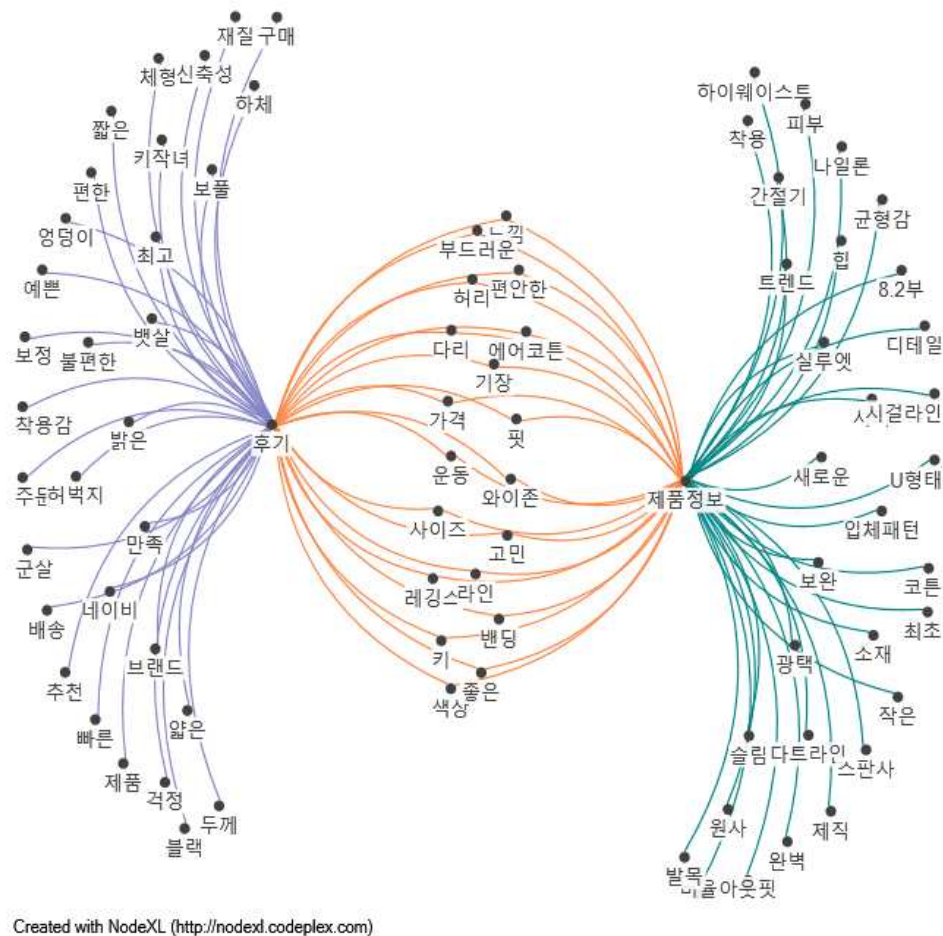 재질 구매
체형 신축성
하체
짧은
키작녀
편한
보풀
엉덩이
최고
예쁜
뱃살
보정
불편한
착용감
밝은
후기
허벅지
만족
군살
네이비
배송
브랜드
추천
얇은
빠른
제품
걱정
두께
블랙
부드러운
허리
편안한
다리
에어코튼
기장
가격
핏
운동
와이존
사이즈
고민
레깅스
라인
밴딩
키
좋은
색상
하이웨이스트
착용
피부
나일론
간절기
균형감
힙
트렌드
8.2부
디테일
실루엣
시걸라인
새로운
U형태
제품정보
입체패턴
보완
코튼
최초
소재
광택
작은
슬림
다트라인
스판사
원사
제직
완벽
발목
아웃핏
Created with NodeXL (http://nodexl.codeplex.com)